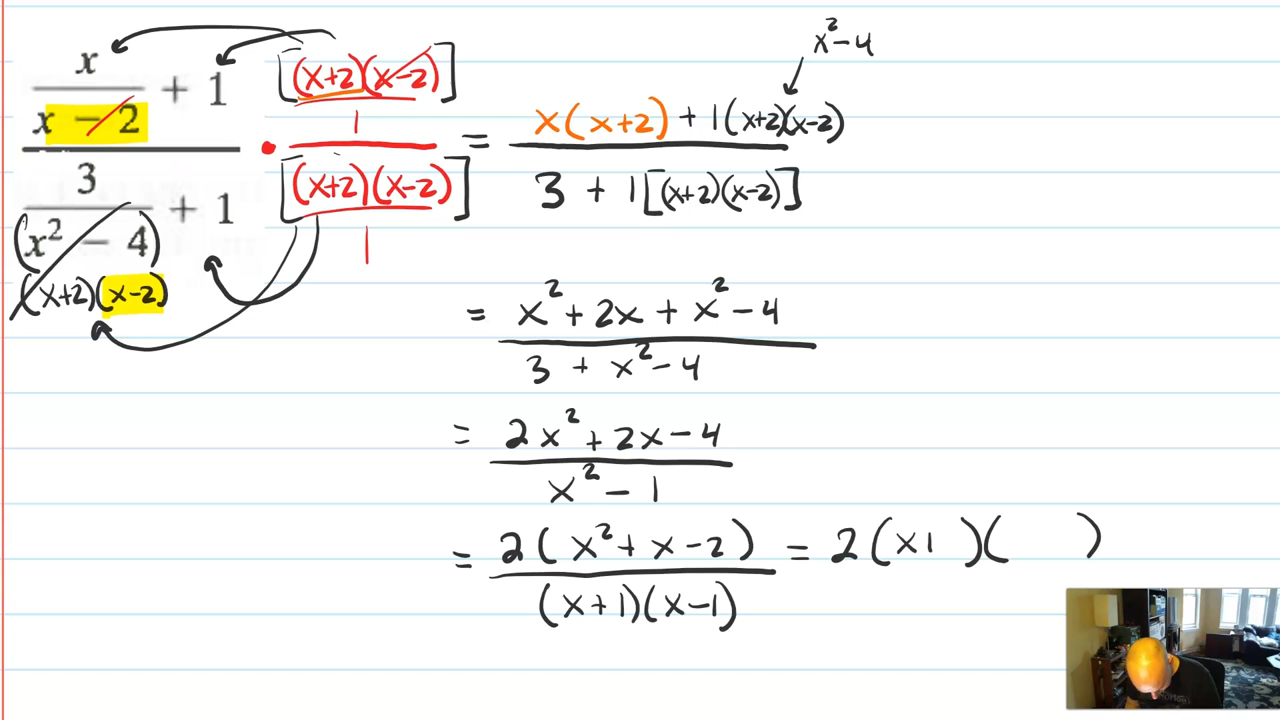 x [(x+2)(x-2)] x² - 4
x - 2 + 1 1 = x(x+2) + 1(x+2)(x-2)
3 [(x+2)(x-2)] 3 + 1[(x+2)(x-2)]
(x² - 4) + 1 1
(x+2)(x-2)
= x² + 2x + x² - 4
3 + x² - 4
= 2x² + 2x - 4
x² - 1
= 2(x² + x - 2) = 2(x1 )( )
(x+1)(x-1)